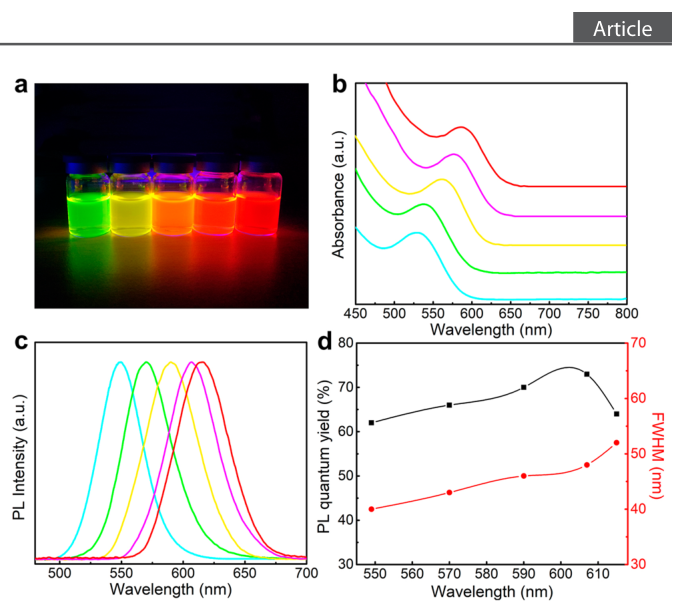 Article
a
b
Absorbance (a.u.)
450 500 550 600 650 700 750 800
Wavelength (nm)
c
PL Intensity (a.u.)
500 550 600 650 700
Wavelength (nm)
d
80
70
60
50
40
30
PL quantum yield (%)
70
60
50
40
30
FWHM (nm)
550 560 570 580 590 600 610
Wavelength (nm)